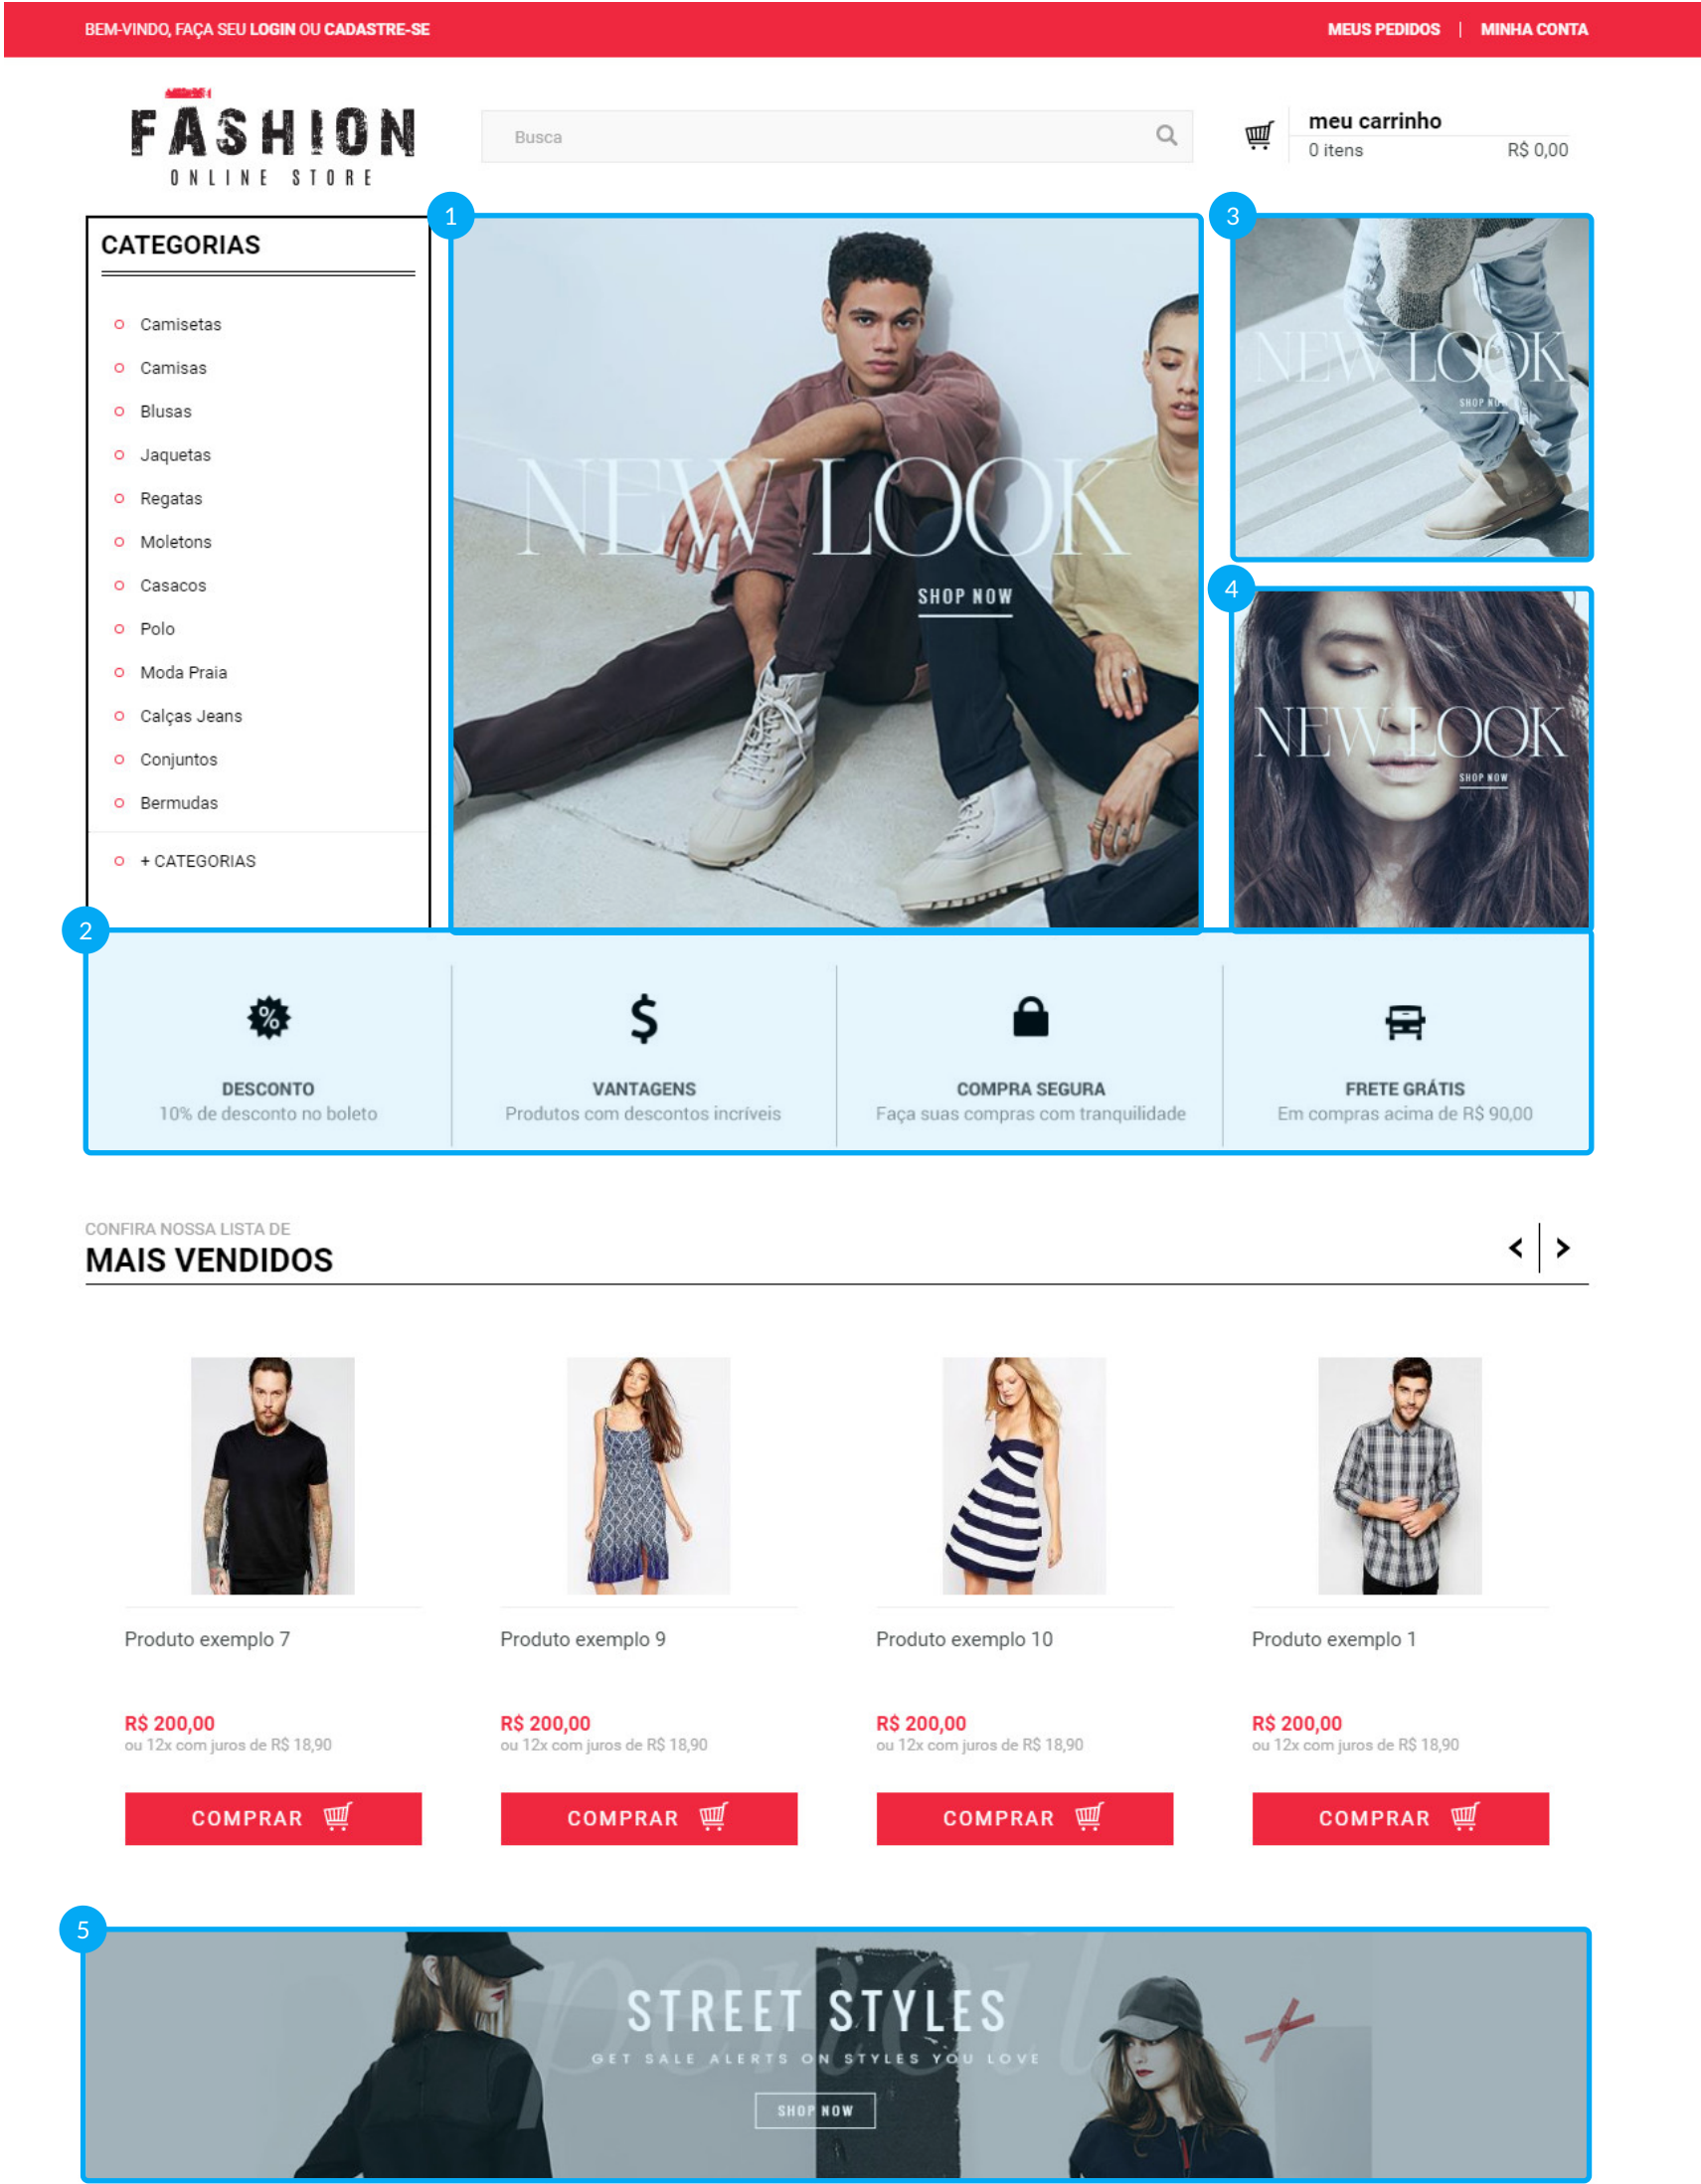 BEM-VINDO, FAÇA SEU LOGIN OU CADASTRE-SE
MEUS PEDIDOS | MINHA CONTA
FASHION
ONLINE STORE
Busca
meu carrinho
0 itens R$ 0,00
CATEGORIAS
Camisetas
Camisas
Blusas
Jaquetas
Regatas
Moletons
Casacos
Polo
Moda Praia
Calças Jeans
Conjuntos
Bermudas
+ CATEGORIAS
1
NEW LOOK
SHOP NOW
3
NEW LOOK
SHOP NOW
4
NEW LOOK
SHOP NOW
2
DESCONTO
10% de desconto no boleto
VANTAGENS
Produtos com descontos incríveis
COMPRA SEGURA
Faça suas compras com tranquilidade
FRETE GRÁTIS
Em compras acima de R$ 90,00
CONFIRA NOSSA LISTA DE
MAIS VENDIDOS
Produto exemplo 7
R$ 200,00
ou 12x com juros de R$ 18,90
COMPRAR
Produto exemplo 9
R$ 200,00
ou 12x com juros de R$ 18,90
COMPRAR
Produto exemplo 10
R$ 200,00
ou 12x com juros de R$ 18,90
COMPRAR
Produto exemplo 1
R$ 200,00
ou 12x com juros de R$ 18,90
COMPRAR
5
pencil
STREET STYLES
GET SALE ALERTS ON STYLES YOU LOVE
SHOP NOW